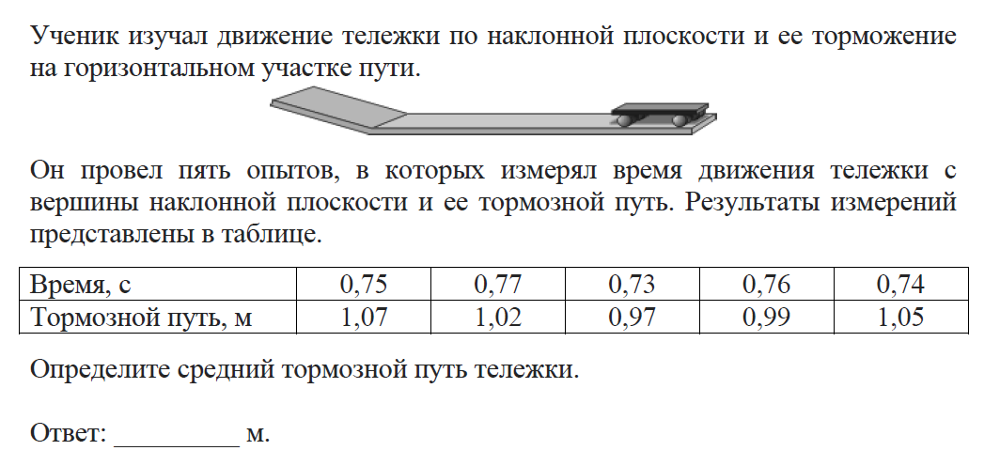 Ученик изучал движение тележки по наклонной плоскости и ее торможение
на горизонтальном участке пути.
Он провел пять опытов, в которых измерял время движения тележки с
вершины наклонной плоскости и ее тормозной путь. Результаты измерений
представлены в таблице.
Время, с 0,75 0,77 0,73 0,76 0,74
Тормозной путь, м 1,07 1,02 0,97 0,99 1,05
Определите средний тормозной путь тележки.
Ответ: __________ м.